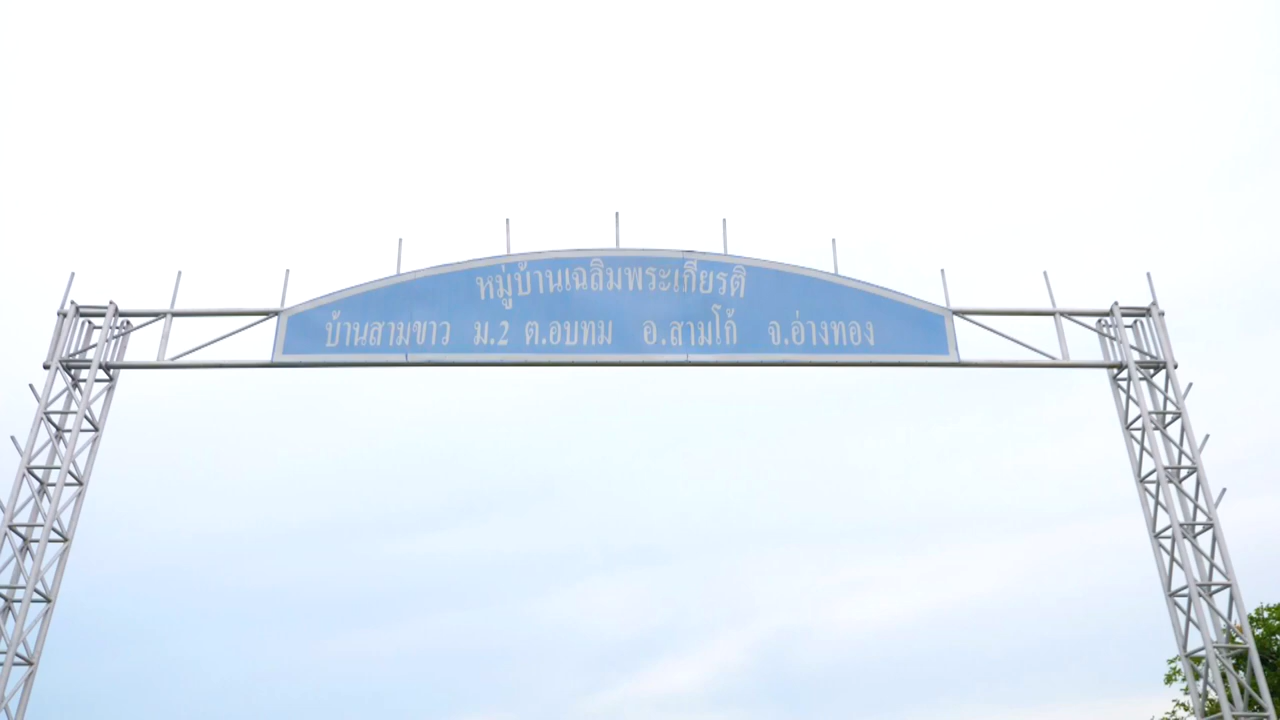 หมู่บ้านเฉลิมพระเกียรติ
บ้านสามขาว ม.2 ต.อบทม อ.สามโก้ จ.อ่างทอง